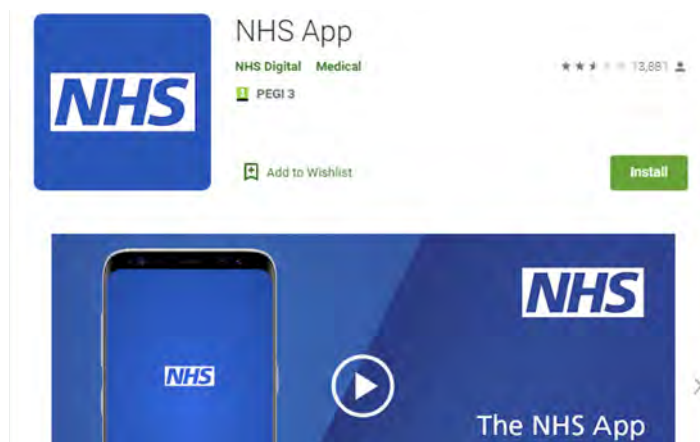 NHS App
NHS
NHS Digital Medical
13,881
3
PEGI 3
Add to Wishlist
Install
NHS
NHS
The NHS App